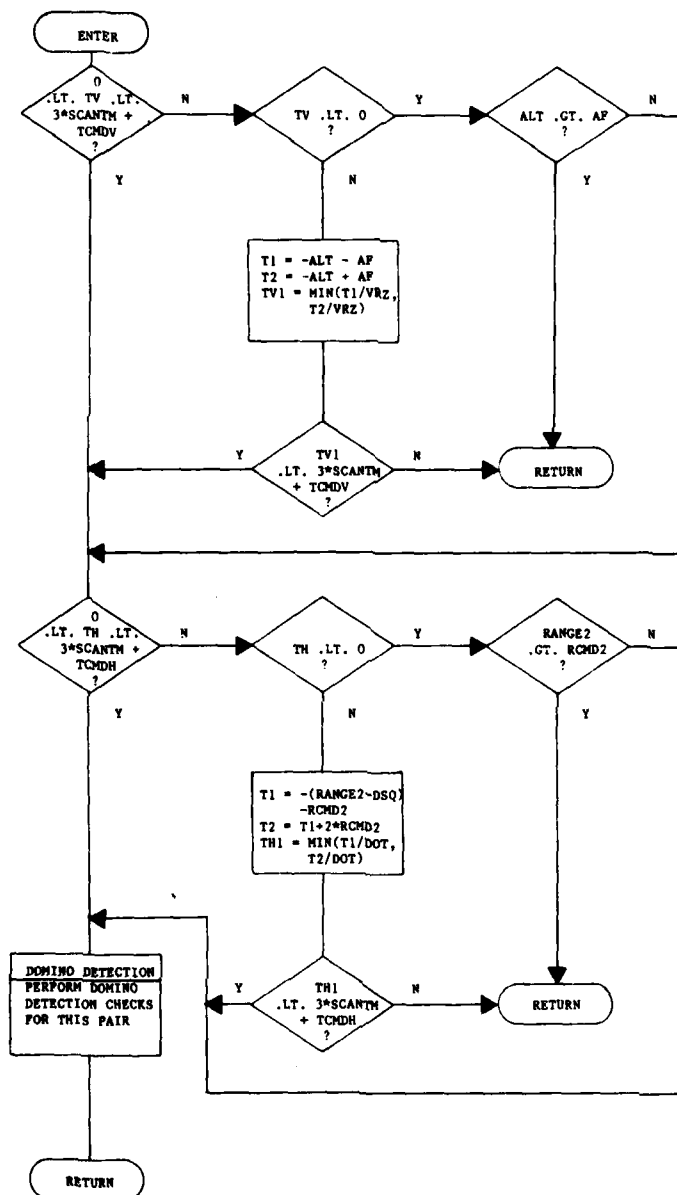 ENTER
0
.LT. TV .LT.
3*SCANTM +
TCMDV
?
N
Y
TV .LT. 0
?
Y
N
ALT .GT. AF
?
N
Y
T1 = -ALT - AF
T2 = -ALT + AF
TV1 = MIN(T1/VRZ,
T2/VRZ)
TV1
.LT. 3*SCANTM
+ TCMDV
?
Y
N
RETURN
0
.LT. TH .LT.
3*SCANTM +
TCMDH
?
N
Y
TH .LT. 0
?
Y
N
RANGE2
.GT. RCMD2
?
N
Y
T1 = -(RANGE2-DSQ)
-RCMD2
T2 = T1+2*RCMD2
TH1 = MIN(T1/DOT,
T2/DOT)
DOMINO DETECTION
PERFORM DOMINO
DETECTION CHECKS
FOR THIS PAIR
TH1
.LT. 3*SCANTM
+ TCMDH
?
Y
N
RETURN
RETURN